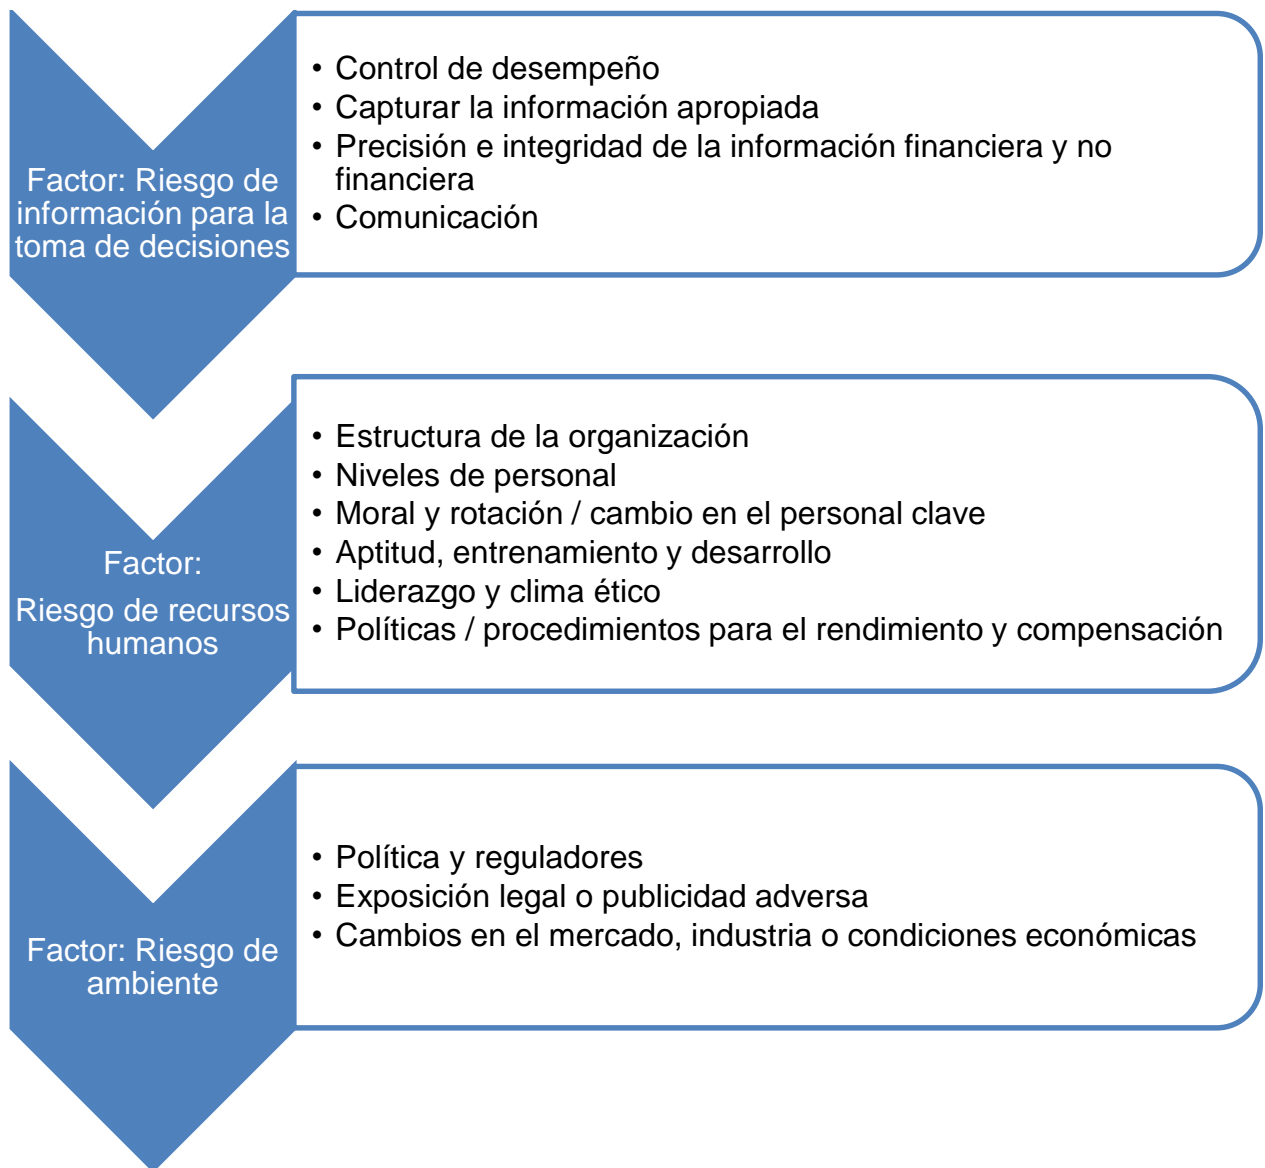 Factor: Riesgo de
información para la
toma de decisiones
• Control de desempeño
• Capturar la información apropiada
• Precisión e integridad de la información financiera y no
financiera
• Comunicación
Factor:
Riesgo de recursos
humanos
• Estructura de la organización
• Niveles de personal
• Moral y rotación / cambio en el personal clave
• Aptitud, entrenamiento y desarrollo
• Liderazgo y clima ético
• Políticas / procedimientos para el rendimiento y compensación
Factor: Riesgo de
ambiente
• Política y reguladores
• Exposición legal o publicidad adversa
• Cambios en el mercado, industria o condiciones económicas